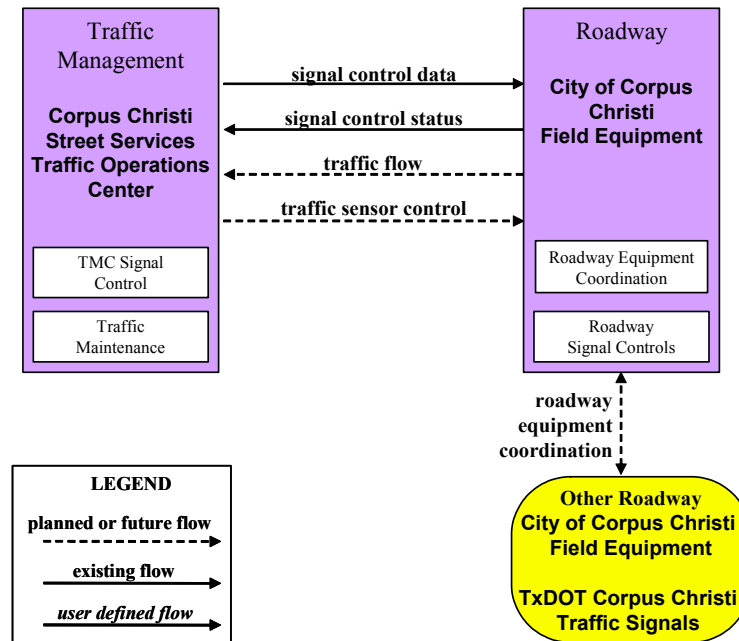 Traffic
Management
Corpus Christi
Street Services
Traffic Operations
Center
TMC Signal
Control
Traffic
Maintenance
signal control data
signal control status
traffic flow
traffic sensor control
Roadway
City of Corpus
Christi
Field Equipment
Roadway Equipment
Coordination
Roadway
Signal Controls
roadway
equipment
coordination
Other Roadway
City of Corpus Christi
Field Equipment
TxDOT Corpus Christi
Traffic Signals
LEGEND
planned or future flow
existing flow
user defined flow